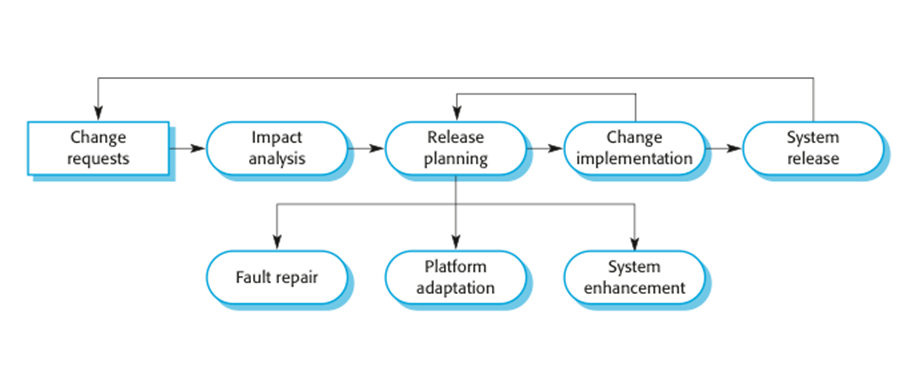 Change
requests
Impact
analysis
Release
planning
Change
implementation
System
release
Fault repair
Platform
adaptation
System
enhancement